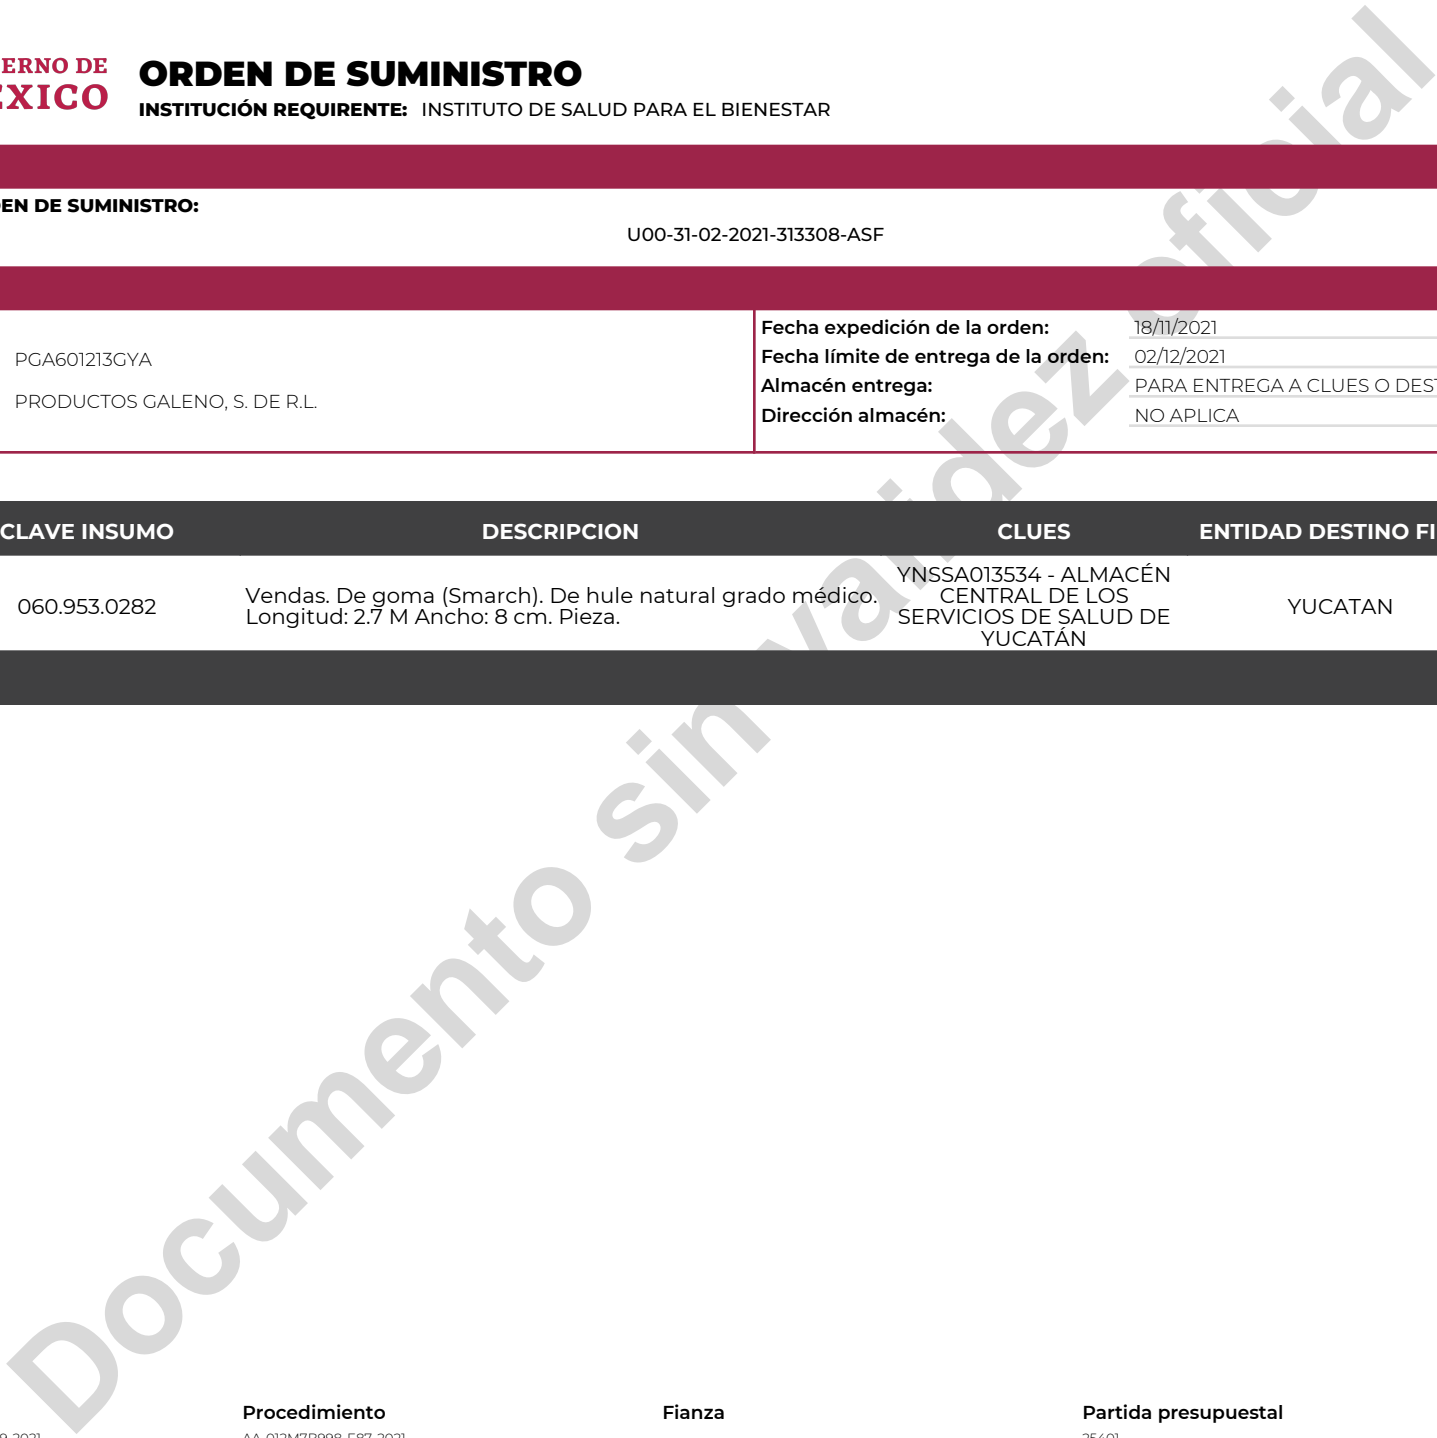 ERNO DE
ÉXICO
ORDEN DE SUMINISTRO
INSTITUCIÓN REQUIRENTE: INSTITUTO DE SALUD PARA EL BIENESTAR
EN DE SUMINISTRO:
U00-31-02-2021-313308-ASF
PGA601213GYA
PRODUCTOS GALENO, S. DE R.L.
Fecha expedición de la orden: 18/11/2021
Fecha límite de entrega de la orden: 02/12/2021
Almacén entrega: PARA ENTREGA A CLUES O DEST
Dirección almacén: NO APLICA
CLAVE INSUMO DESCRIPCION CLUES ENTIDAD DESTINO FI
060.953.0282
Vendas. De goma (Smarch). De hule natural grado médico.
Longitud: 2.7 M Ancho: 8 cm. Pieza.
YNSSA013534 - ALMACÉN
CENTRAL DE LOS
SERVICIOS DE SALUD DE
YUCATÁN
YUCATAN
Documento sin validez oficial
Procedimiento Fianza Partida presupuestal